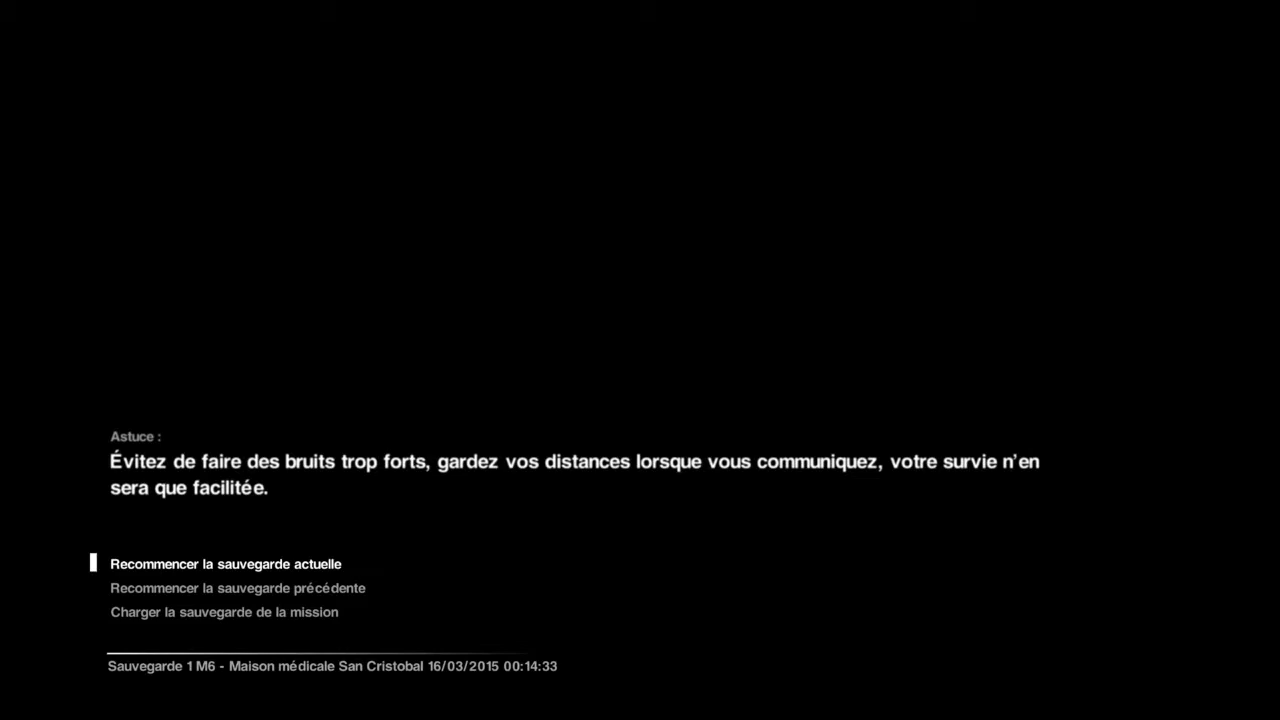 Astuce :
Évitez de faire des bruits trop forts, gardez vos distances lorsque vous communiquez, votre survie n'en
sera que facilitée.
Recommencer la sauvegarde actuelle
Recommencer la sauvegarde précédente
Charger la sauvegarde de la mission
Sauvegarde 1 M6 - Maison médicale San Cristobal 16/03/2015 00:14:33